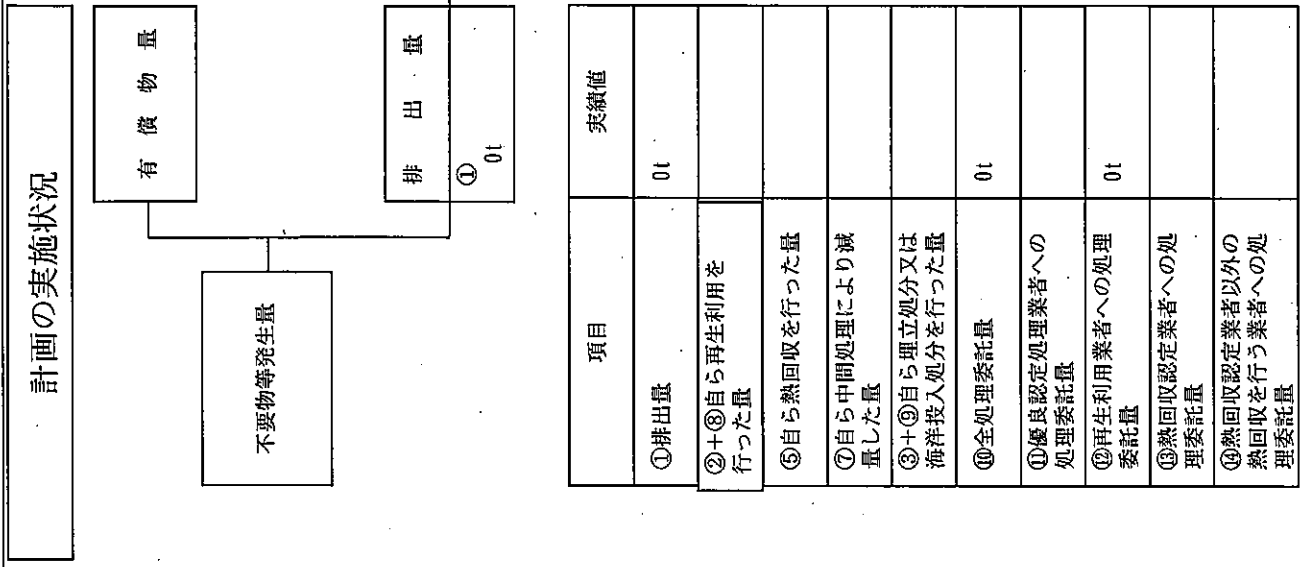 計画の実施状況
有償物量
不要物等発生量
排出量
①
0t
項目
実績値
①排出量
0t
②+⑧自ら再生利用を
行った量
⑤自ら熱回収を行った量
⑦自ら中間処理により減
量した量
③+⑨自ら埋立処分又は
海洋投入処分を行った量
⑩全処理委託量
0t
⑪優良認定処理業者への
処理委託量
⑫再生利用業者への処理
委託量
0t
⑬熱回収認定業者への処
理委託量
⑭熱回収認定業者以外の
熱回収を行う業者への処
理委託量